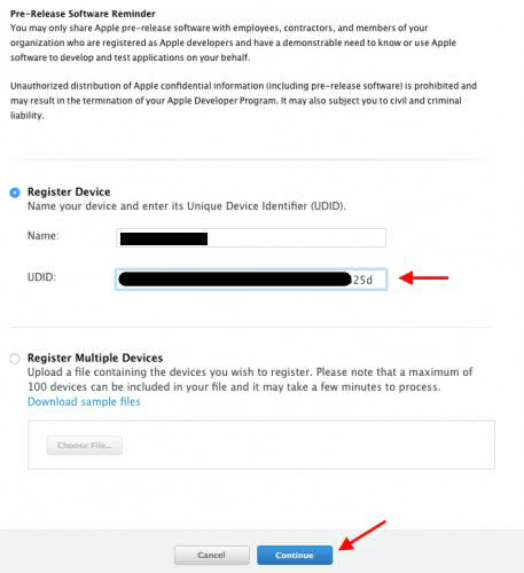 Pre-Release Software Reminder
You may only share Apple pre-release software with employees, contractors, and members of your
organization who are registered as Apple developers and have a demonstrable need to know or use Apple
software to develop and test applications on your behalf.
Unauthorized distribution of Apple confidential information (including pre-release software) is prohibited and
may result in the termination of your Apple Developer Program. It may also subject you to civil and criminal
liability.
Register Device
Name your device and enter its Unique Device Identifier (UDID).
Name:
UDID:
25d
Register Multiple Devices
Upload a file containing the devices you wish to register. Please note that a maximum of
100 devices can be included in your file and it may take a few minutes to process.
Download sample files
Choose File...
Cancel
Continue